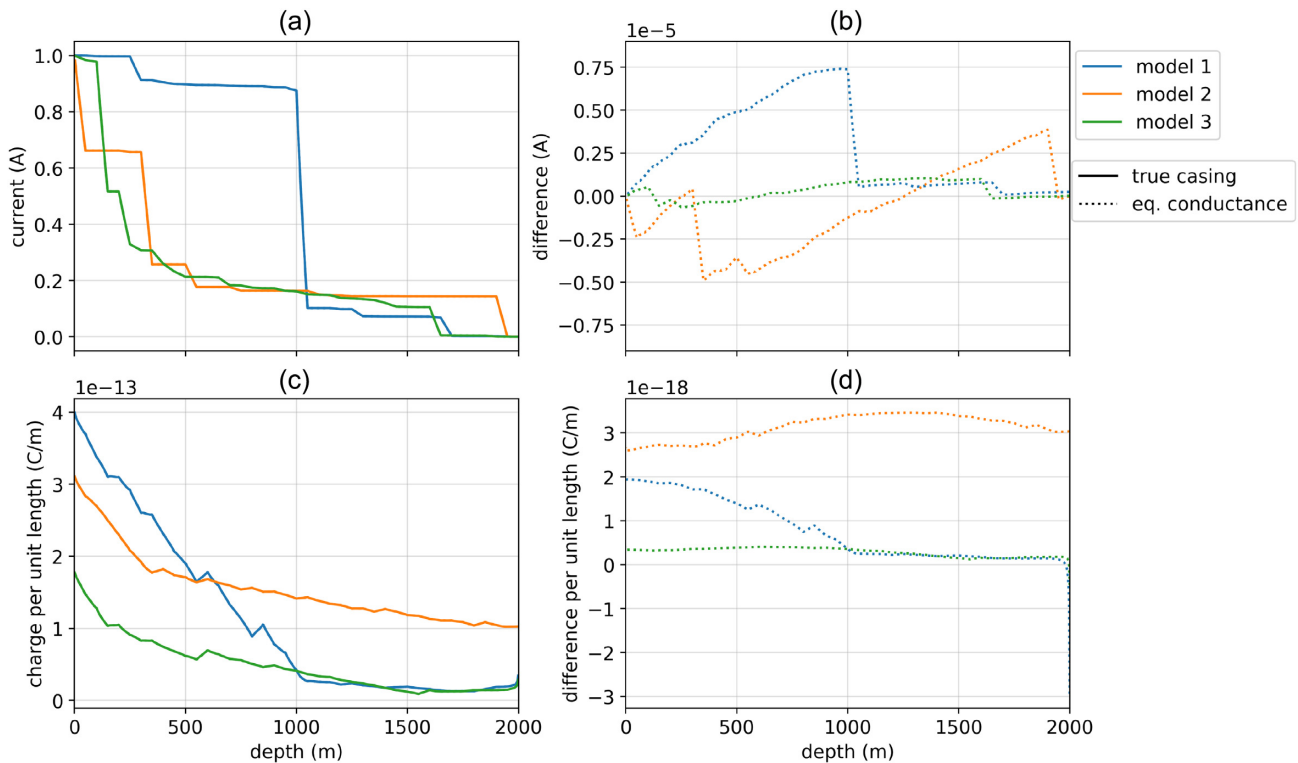 (a)
1.0
0.8
0.6
0.4
0.2
0.0
current (A)
(b)
1e−5
0.75
0.50
0.25
0.00
−0.25
−0.50
−0.75
difference (A)
model 1
model 2
model 3
true casing
eq. conductance
(c)
1e−13
4
3
2
1
0
charge per unit length (C/m)
0 500 1000 1500 2000
depth (m)
(d)
1e−18
3
2
1
0
−1
−2
−3
difference per unit length (C/m)
0 500 1000 1500 2000
depth (m)